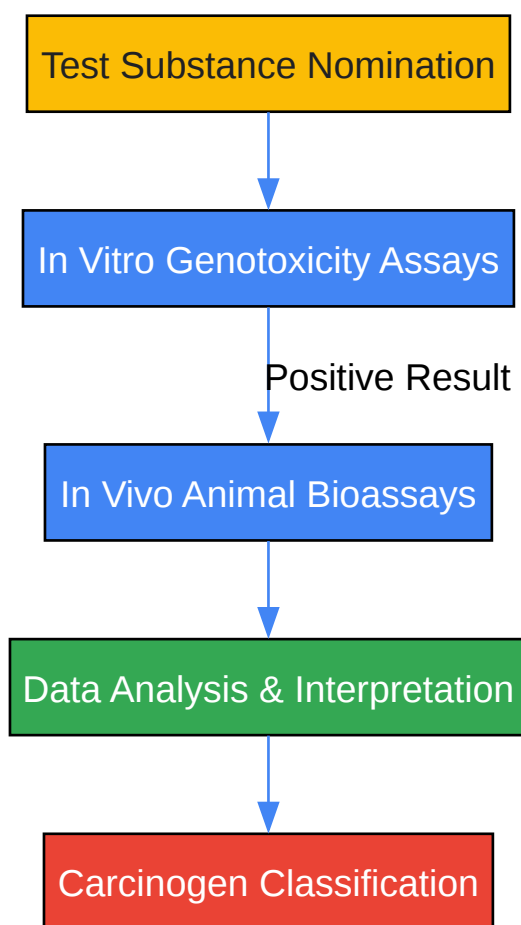 Test Substance Nomination
In Vitro Genotoxicity Assays
Positive Result
In Vivo Animal Bioassays
Data Analysis & Interpretation
Carcinogen Classification